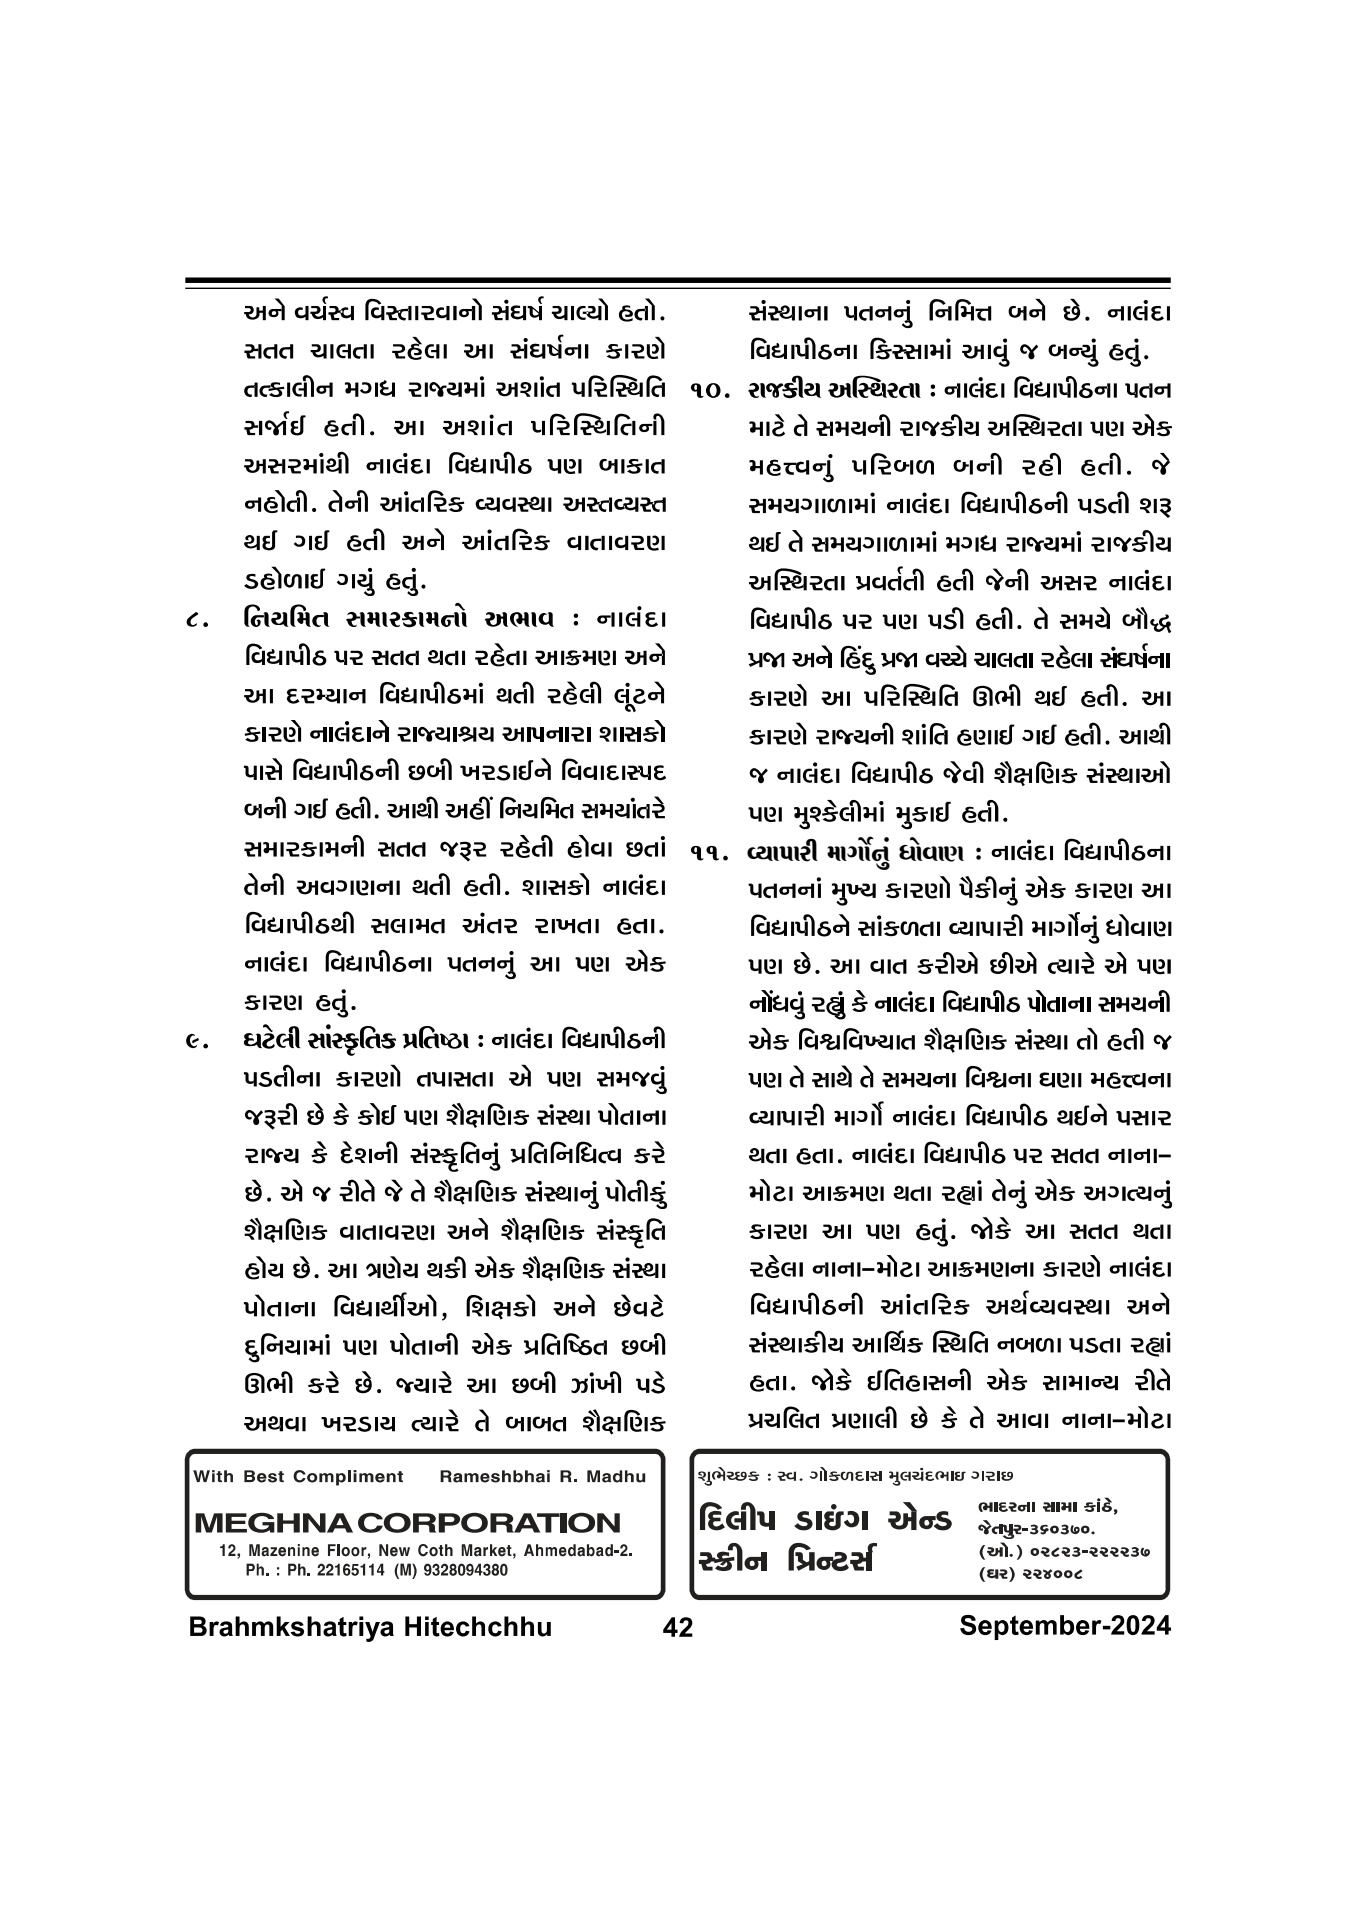 અને વર્ચસ્વ વિસ્તારવાનો સંઘર્ષ ચાલ્યો હતો.
સતત ચાલતા રહેલા આ સંઘર્ષના કારણે
તત્કાલીન મગધ રાજ્યમાં અશાંત પરિસ્થિતિ
સર્જાઈ હતી. આ અશાંત પરિસ્થિતિની
અસરમાંથી નાલંદા વિદ્યાપીઠ પણ બાકાત
નહોતી. તેની આંતરિક વ્યવસ્થા અસ્તવ્યસ્ત
થઈ ગઈ હતી અને આંતરિક વાતાવરણ
ડહોળાઈ ગયું હતું.
૮. નિયમિત સમારકામનો અભાવ : નાલંદા
વિદ્યાપીઠ પર સતત થતા રહેતા આક્રમણ અને
આ દરમ્યાન વિદ્યાપીઠમાં થતી રહેલી લૂંટને
કારણે નાલંદાને રાજ્યાશ્રય આપનારા શાસકો
પાસે વિદ્યાપીઠની છબી ખરડાઈને વિવાદાસ્પદ
બની ગઈ હતી. આથી અહીં નિયમિત સમયાંતરે
સમારકામની સતત જરૂર રહેતી હોવા છતાં
તેની અવગણના થતી હતી. શાસકો નાલંદા
વિદ્યાપીઠથી સલામત અંતર રાખતા હતા.
નાલંદા વિદ્યાપીઠના પતનનું આ પણ એક
કારણ હતું.
૯. ઘટેલી સાંસ્કૃતિક પ્રતિષ્ઠા : નાલંદા વિદ્યાપીઠની
પડતીના કારણો તપાસતા એ પણ સમજવું
જરૂરી છે કે કોઈ પણ શૈક્ષણિક સંસ્થા પોતાના
રાજ્ય કે દેશની સંસ્કૃતિનું પ્રતિનિધિત્વ કરે
છે. એ જ રીતે જે તે શૈક્ષણિક સંસ્થાનું પોતીકું
શૈક્ષણિક વાતાવરણ અને શૈક્ષણિક સંસ્કૃતિ
હોય છે. આ ત્રણેય થકી એક શૈક્ષણિક સંસ્થા
પોતાના વિદ્યાર્થીઓ, શિક્ષકો અને છેવટે
દુનિયામાં પણ પોતાની એક પ્રતિષ્ઠિત છબી
ઊભી કરે છે. જ્યારે આ છબી ઝાંખી પડે
અથવા ખરડાય ત્યારે તે બાબત શૈક્ષણિક
સંસ્થાના પતનનું નિમિત્ત બને છે. નાલંદા
વિદ્યાપીઠના કિસ્સામાં આવું જ બન્યું હતું.
૧૦. રાજકીય અસ્થિરતા : નાલંદા વિદ્યાપીઠના પતન
માટે તે સમયની રાજકીય અસ્થિરતા પણ એક
મહત્ત્વનું પરિબળ બની રહી હતી. જે
સમયગાળામાં નાલંદા વિદ્યાપીઠની પડતી શરૂ
થઈ તે સમયગાળામાં મગધ રાજ્યમાં રાજકીય
અસ્થિરતા પ્રવર્તતી હતી જેની અસર નાલંદા
વિદ્યાપીઠ પર પણ પડી હતી. તે સમયે બૌદ્ધ
પ્રજા અને હિંદુ પ્રજા વચ્ચે ચાલતા રહેલા સંઘર્ષના
કારણે આ પરિસ્થિતિ ઊભી થઈ હતી. આ
કારણે રાજ્યની શાંતિ હણાઈ ગઈ હતી. આથી
જ નાલંદા વિદ્યાપીઠ જેવી શૈક્ષણિક સંસ્થાઓ
પણ મુશ્કેલીમાં મુકાઈ હતી.
૧૧. વ્યાપારી માર્ગોનું ધોવાણ : નાલંદા વિદ્યાપીઠના
પતનનાં મુખ્ય કારણો પૈકીનું એક કારણ આ
વિદ્યાપીઠને સાંકળતા વ્યાપારી માર્ગોનું ધોવાણ
પણ છે. આ વાત કરીએ છીએ ત્યારે એ પણ
નોંધવું રહ્યું કે નાલંદા વિદ્યાપીઠ પોતાના સમયની
એક વિશ્વવિખ્યાત શૈક્ષણિક સંસ્થા તો હતી જ
પણ તે સાથે તે સમયના વિશ્વના ઘણા મહત્ત્વના
વ્યાપારી માર્ગો નાલંદા વિદ્યાપીઠ થઈને પસાર
થતા હતા. નાલંદા વિદ્યાપીઠ પર સતત નાના–
મોટા આક્રમણ થતા રહ્યાં તેનું એક અગત્યનું
કારણ આ પણ હતું. જોકે આ સતત થતા
રહેલા નાના–મોટા આક્રમણના કારણે નાલંદા
વિદ્યાપીઠની આંતરિક અર્થવ્યવસ્થા અને
સંસ્થાકીય આર્થિક સ્થિતિ નબળા પડતા રહ્યાં
હતા. જોકે ઈતિહાસની એક સામાન્ય રીતે
પ્રચલિત પ્રણાલી છે કે તે આવા નાના–મોટા
With Best Compliment Rameshbhai R. Madhu
MEGHNA CORPORATION
12, Mazenine Floor, New Coth Market, Ahmedabad-2.
Ph. : Ph. 22165114 (M) 9328094380
શુભેચ્છક : સ્વ. ગોકળદાસ મુલચંદભાઇ ગરાછ
દિલીપ ડાઇંગ એન્ડ
સ્ક્રીન પ્રિન્ટર્સ
ભાદરના સામા કાંઠે,
જેતપુર-૩૬૦૩૭૦.
(ઓ.) ૦૨૮૨૩-૨૨૨૨૩૭
(ઘર) ૨૨૪૦૦૮
Brahmkshatriya Hitechchhu 42 September-2024